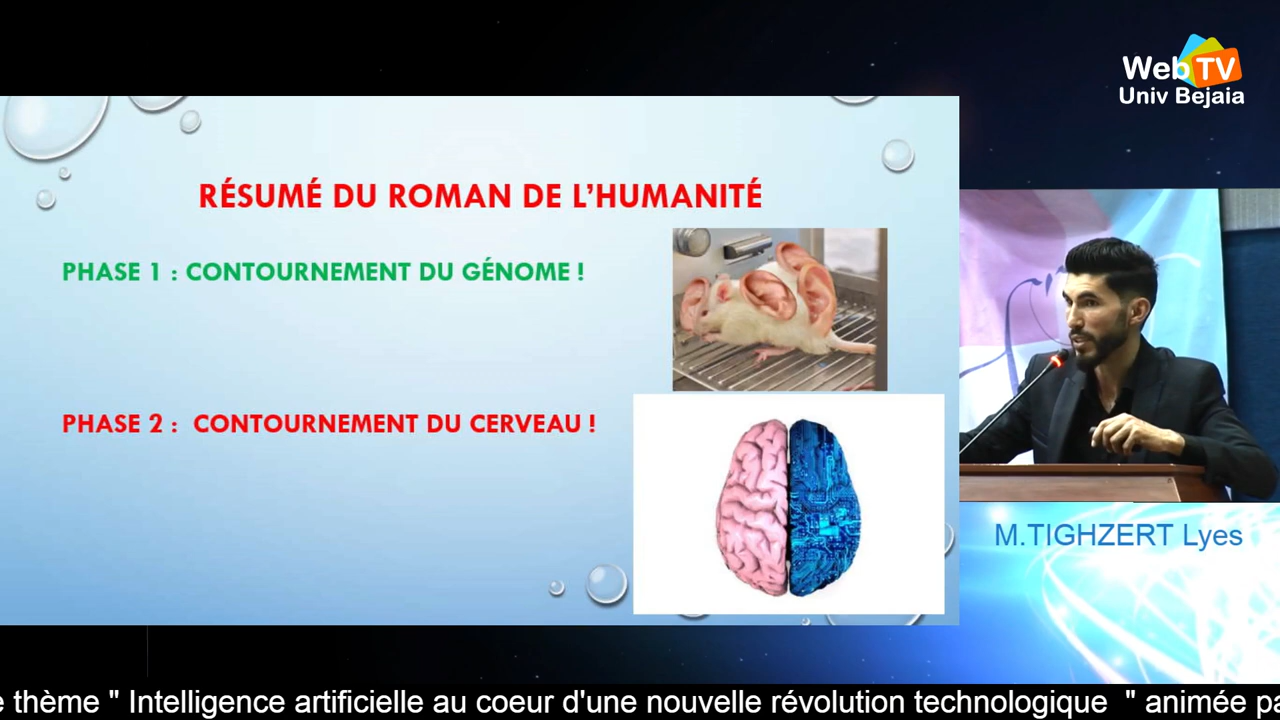 Web TV
Univ Bejaia
RÉSUMÉ DU ROMAN DE L’HUMANITÉ
PHASE 1 : CONTOURNEMENT DU GÉNOME !
PHASE 2 : CONTOURNEMENT DU CERVEAU !
M.TIGHZERT Lyes
thème " Intelligence artificielle au coeur d'une nouvelle révolution technologique " animée